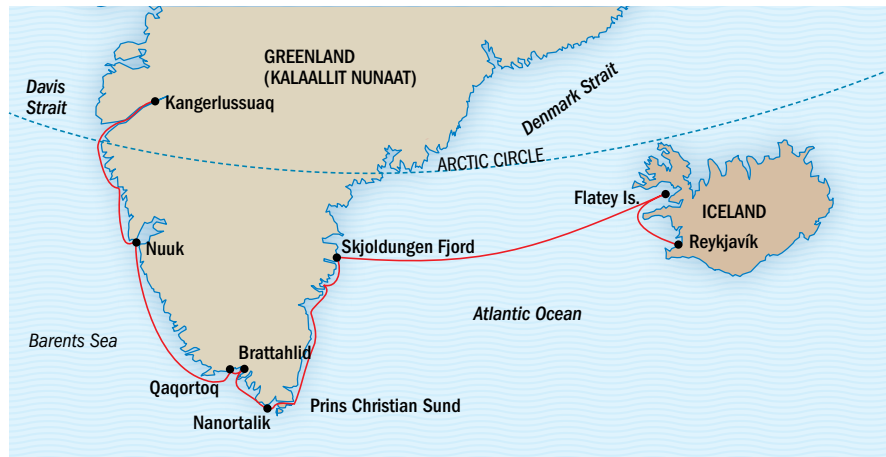 GREENLAND
(KALAALLIT NUNAAT)
Davis
Strait
Kangerlussuaq
Denmark Strait
ARCTIC CIRCLE
Flatey Is.
ICELAND
Reykjavík
Nuuk
Skjoldungen Fjord
Atlantic Ocean
Barents Sea
Brattahlid
Qaqortoq
Prins Christian Sund
Nanortalik